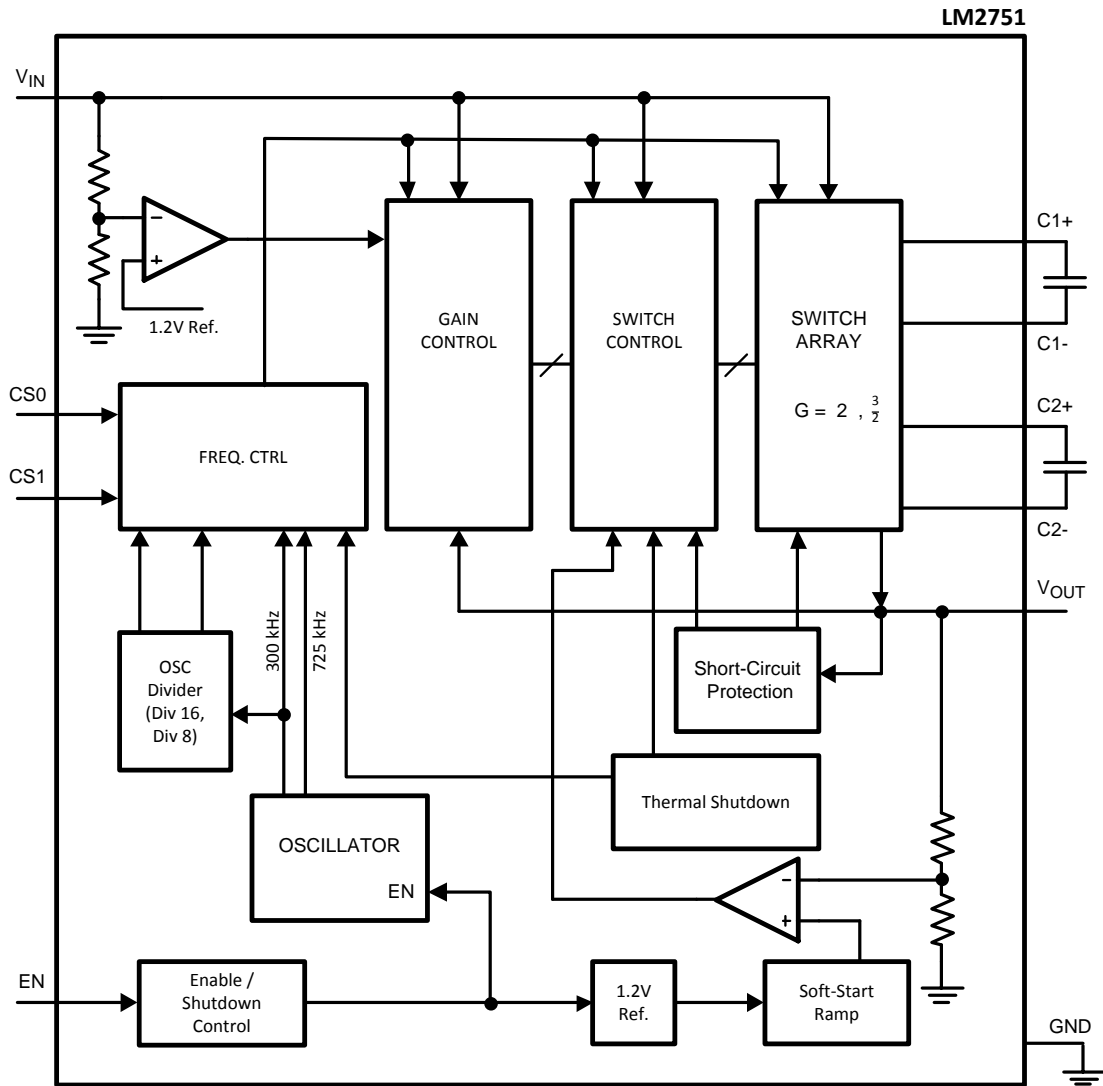 LM2751
VIN
1.2V Ref.
GAIN
CONTROL
SWITCH
CONTROL
SWITCH
ARRAY
G = 2 , 3/2
C1+
C1-
C2+
C2-
CS0
CS1
FREQ. CTRL
VOUT
300 kHz
725 kHz
OSC
Divider
(Div 16,
Div 8)
Short-Circuit
Protection
Thermal Shutdown
OSCILLATOR
EN
EN
Enable /
Shutdown
Control
1.2V
Ref.
Soft-Start
Ramp
GND